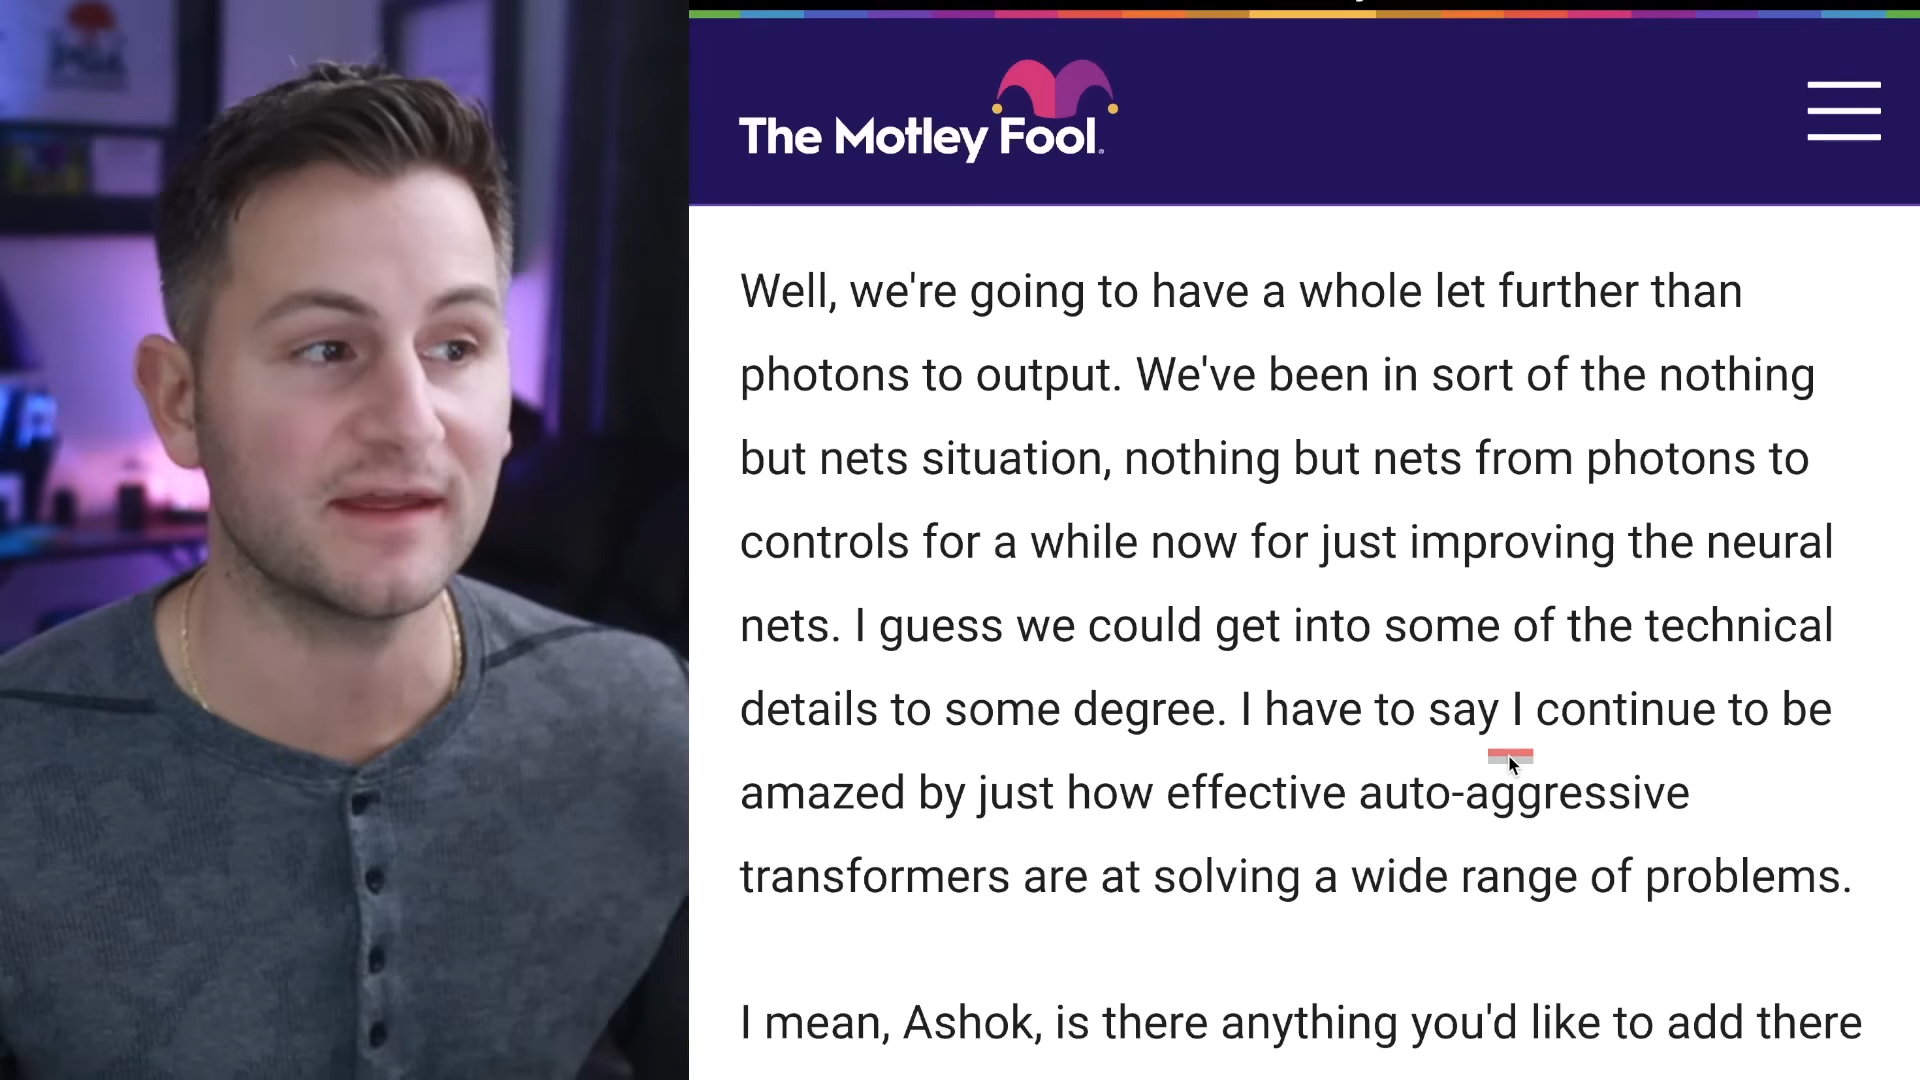 The Motley Fool.
Well, we're going to have a whole let further than
photons to output. We've been in sort of the nothing
but nets situation, nothing but nets from photons to
controls for a while now for just improving the neural
nets. I guess we could get into some of the technical
details to some degree. I have to say I continue to be
amazed by just how effective auto-aggressive
transformers are at solving a wide range of problems.
I mean, Ashok, is there anything you'd like to add there